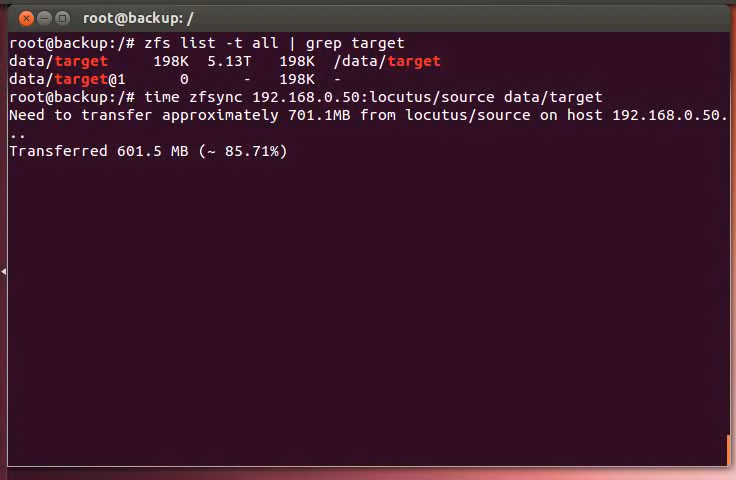 root@backup: /
root@backup:/# zfs list -t all | grep target
data/target     198K  5.13T   198K  /data/target
data/target@1      0      -   198K  -
root@backup:/# time zfsync 192.168.0.50:locutus/source data/target
Need to transfer approximately 701.1MB from locutus/source on host 192.168.0.50.
..
Transferred 601.5 MB (~ 85.71%)